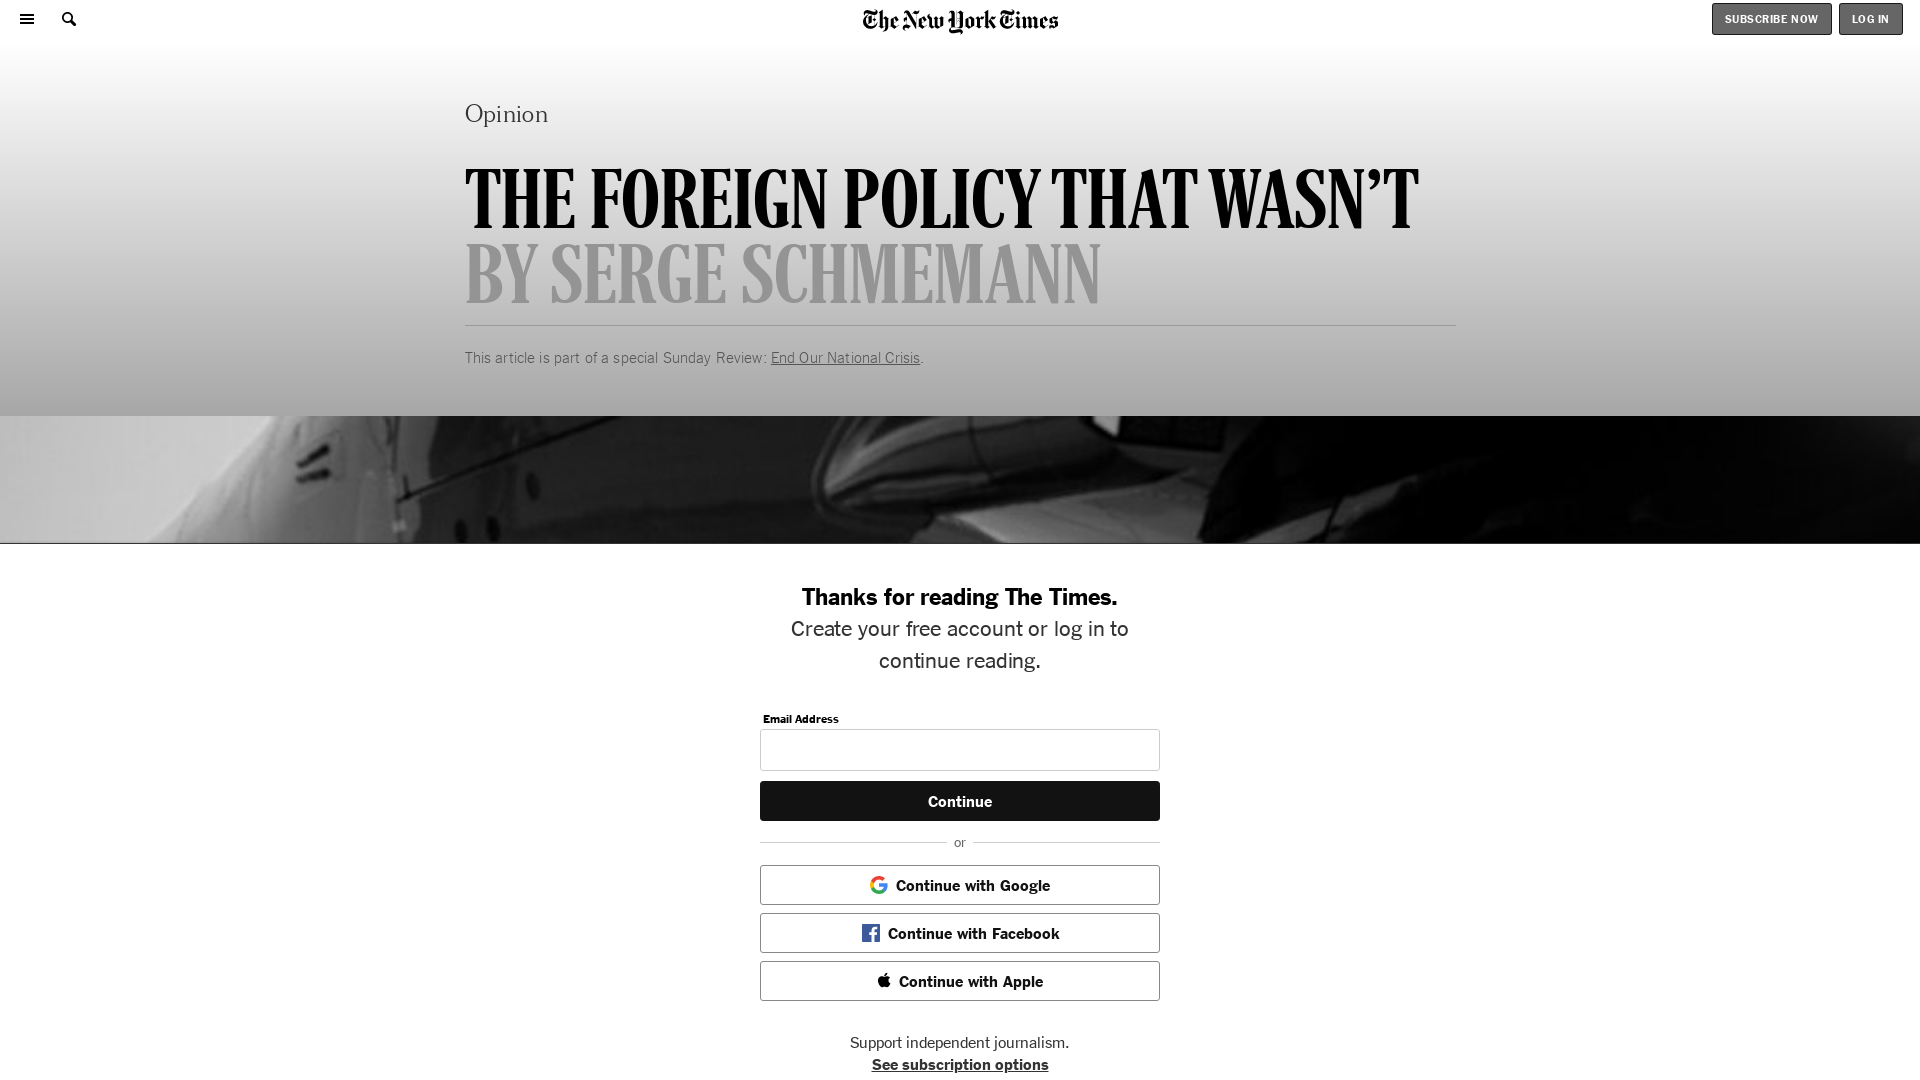 The New York Times
SUBSCRIBE NOW
LOG IN
Opinion
THE FOREIGN POLICY THAT WASN’T
BY SERGE SCHMEMANN
This article is part of a special Sunday Review: End Our National Crisis.
Thanks for reading The Times.
Create your free account or log in to
continue reading.
Email Address
Continue
or
Continue with Google
Continue with Facebook
Continue with Apple
Support independent journalism.
See subscription options